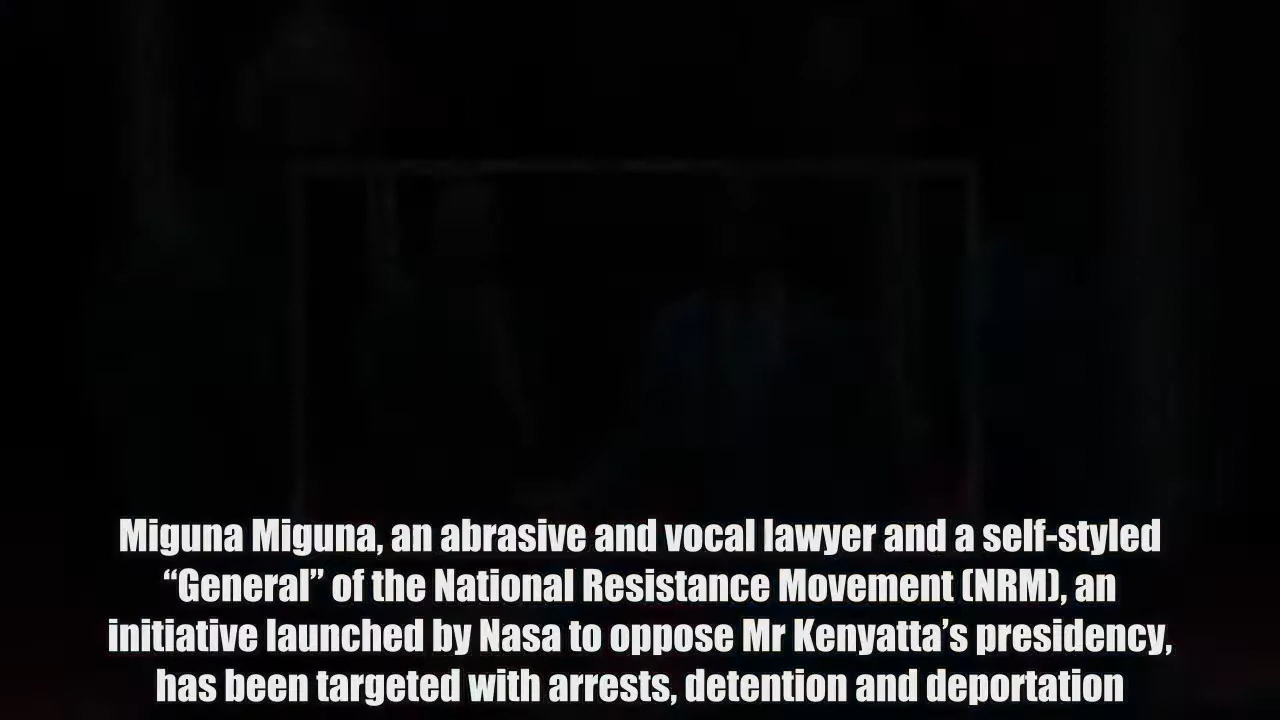 Miguna Miguna, an abrasive and vocal lawyer and a self-styled
“General” of the National Resistance Movement (NRM), an
initiative launched by Nasa to oppose Mr Kenyatta’s presidency,
has been targeted with arrests, detention and deportation